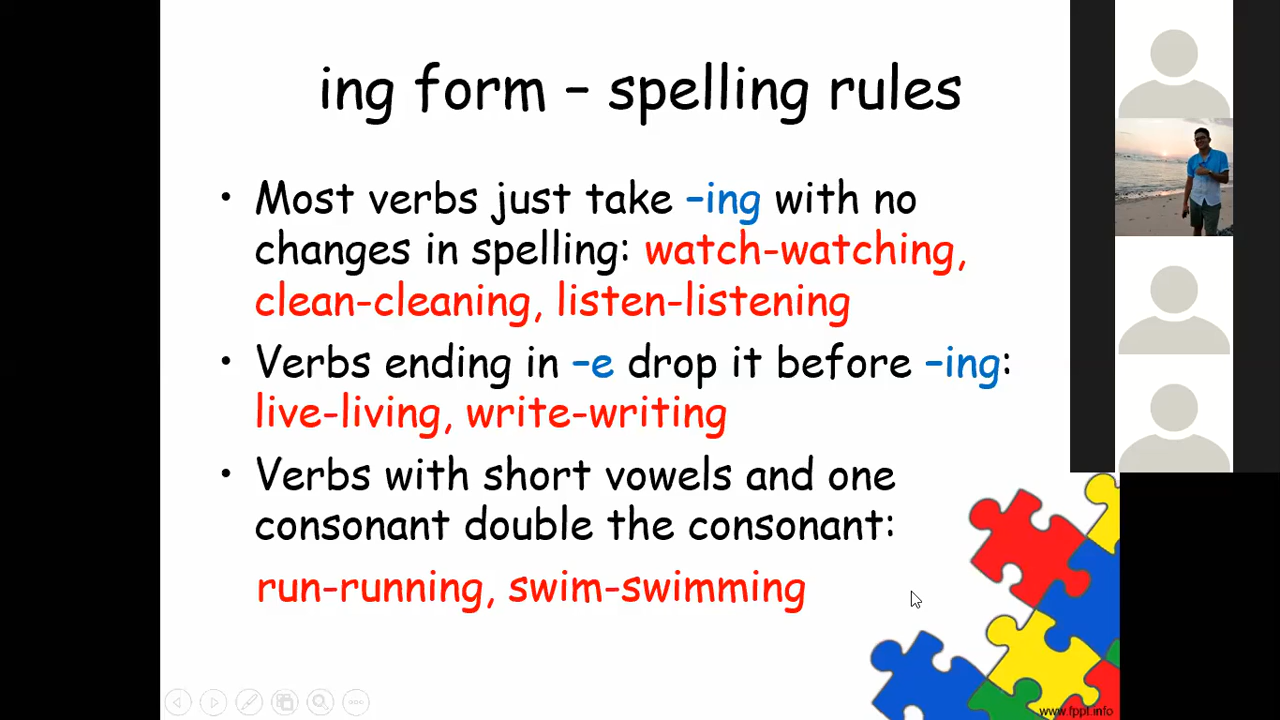 ing form – spelling rules
• Most verbs just take –ing with no
changes in spelling: watch-watching,
clean-cleaning, listen-listening
• Verbs ending in –e drop it before –ing:
live-living, write-writing
• Verbs with short vowels and one
consonant double the consonant:
run-running, swim-swimming
www.fppt.info